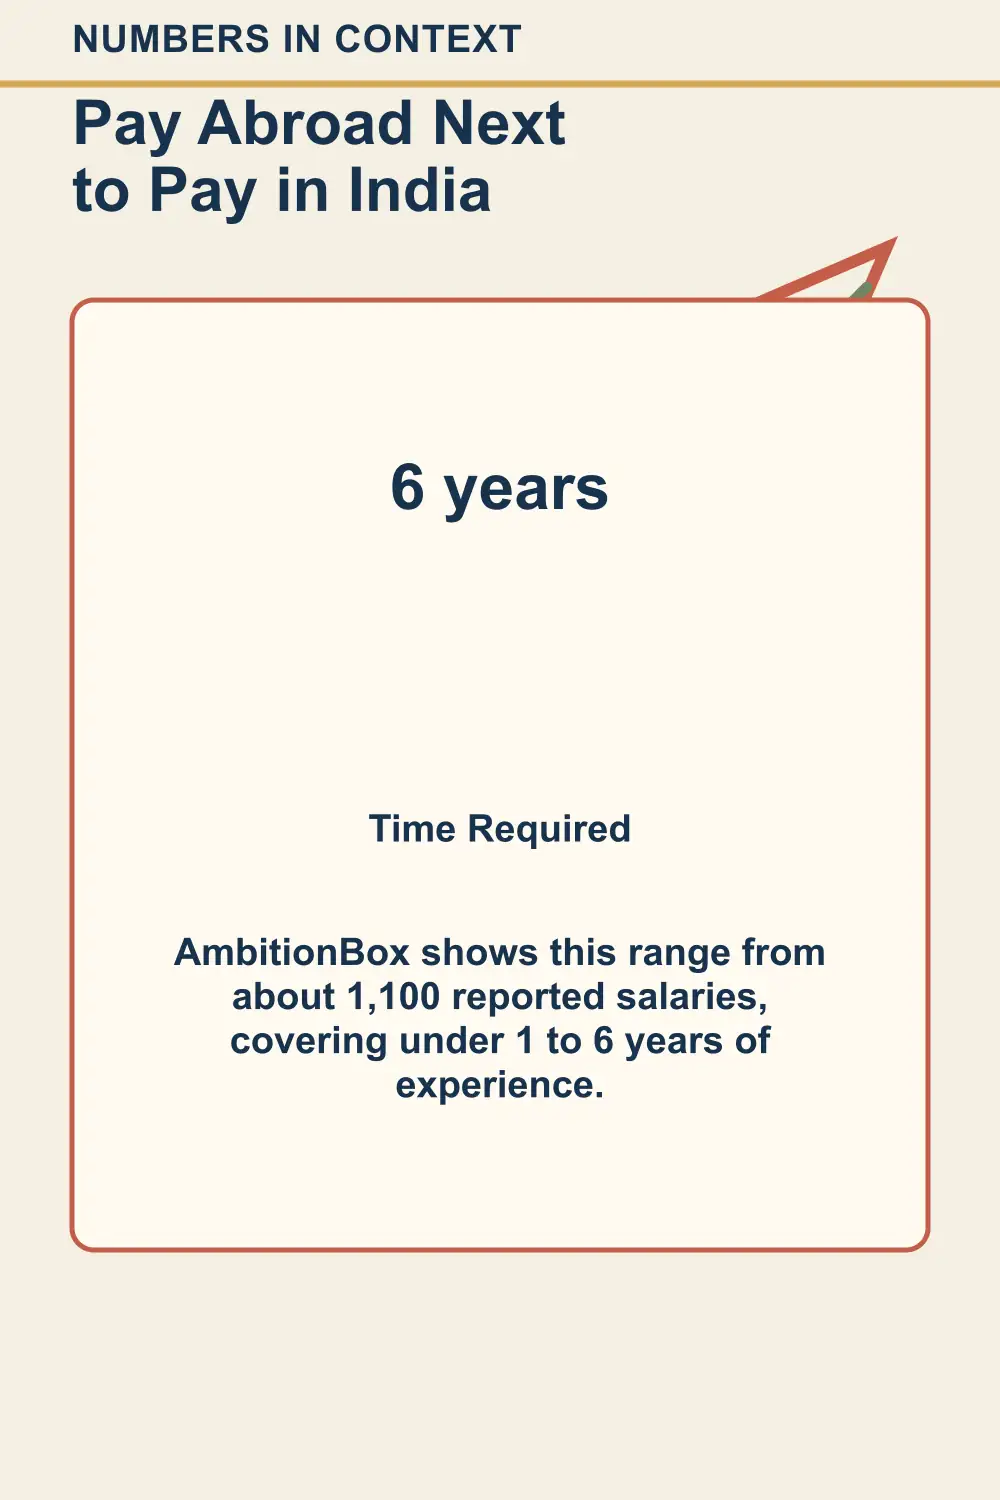 NUMBERS IN CONTEXT
Pay Abroad Next
to Pay in India
6 years
Time Required
AmbitionBox shows this range from
about 1,100 reported salaries,
covering under 1 to 6 years of
experience.